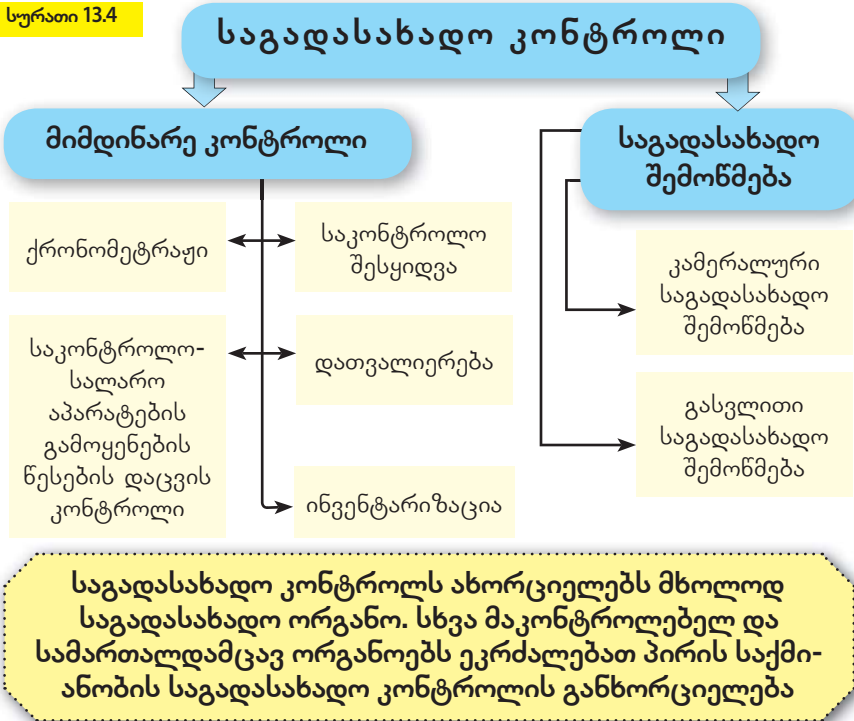 სურათი 13.4
საგადასახადო კონტროლი
მიმდინარე კონტროლი
საგადასახადო
შემოწმება
ქრონომეტრაჟი
საკონტროლო
შესყიდვა
საკონტროლო-
სალარო
აპარატების
გამოყენების
წესების დაცვის
კონტროლი
დათვალიერება
ინვენტარიზაცია
კამერალური
საგადასახადო
შემოწმება
გასვლითი
საგადასახადო
შემოწმება
საგადასახადო კონტროლს ახორციელებს მხოლოდ
საგადასახადო ორგანო. სხვა მაკონტროლებელ და
სამართალდამცავ ორგანოებს ეკრძალებათ პირის საქმი-
ანობის საგადასახადო კონტროლის განხორციელება